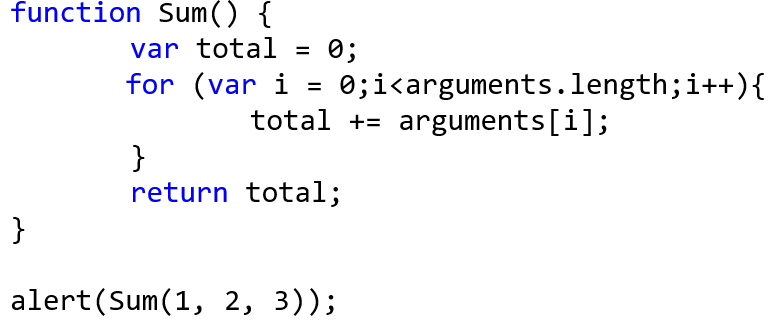 function Sum() {
var total = 0;
for (var i = 0;i<arguments.length;i++){
total += arguments[i];
}
return total;
}
alert(Sum(1, 2, 3));